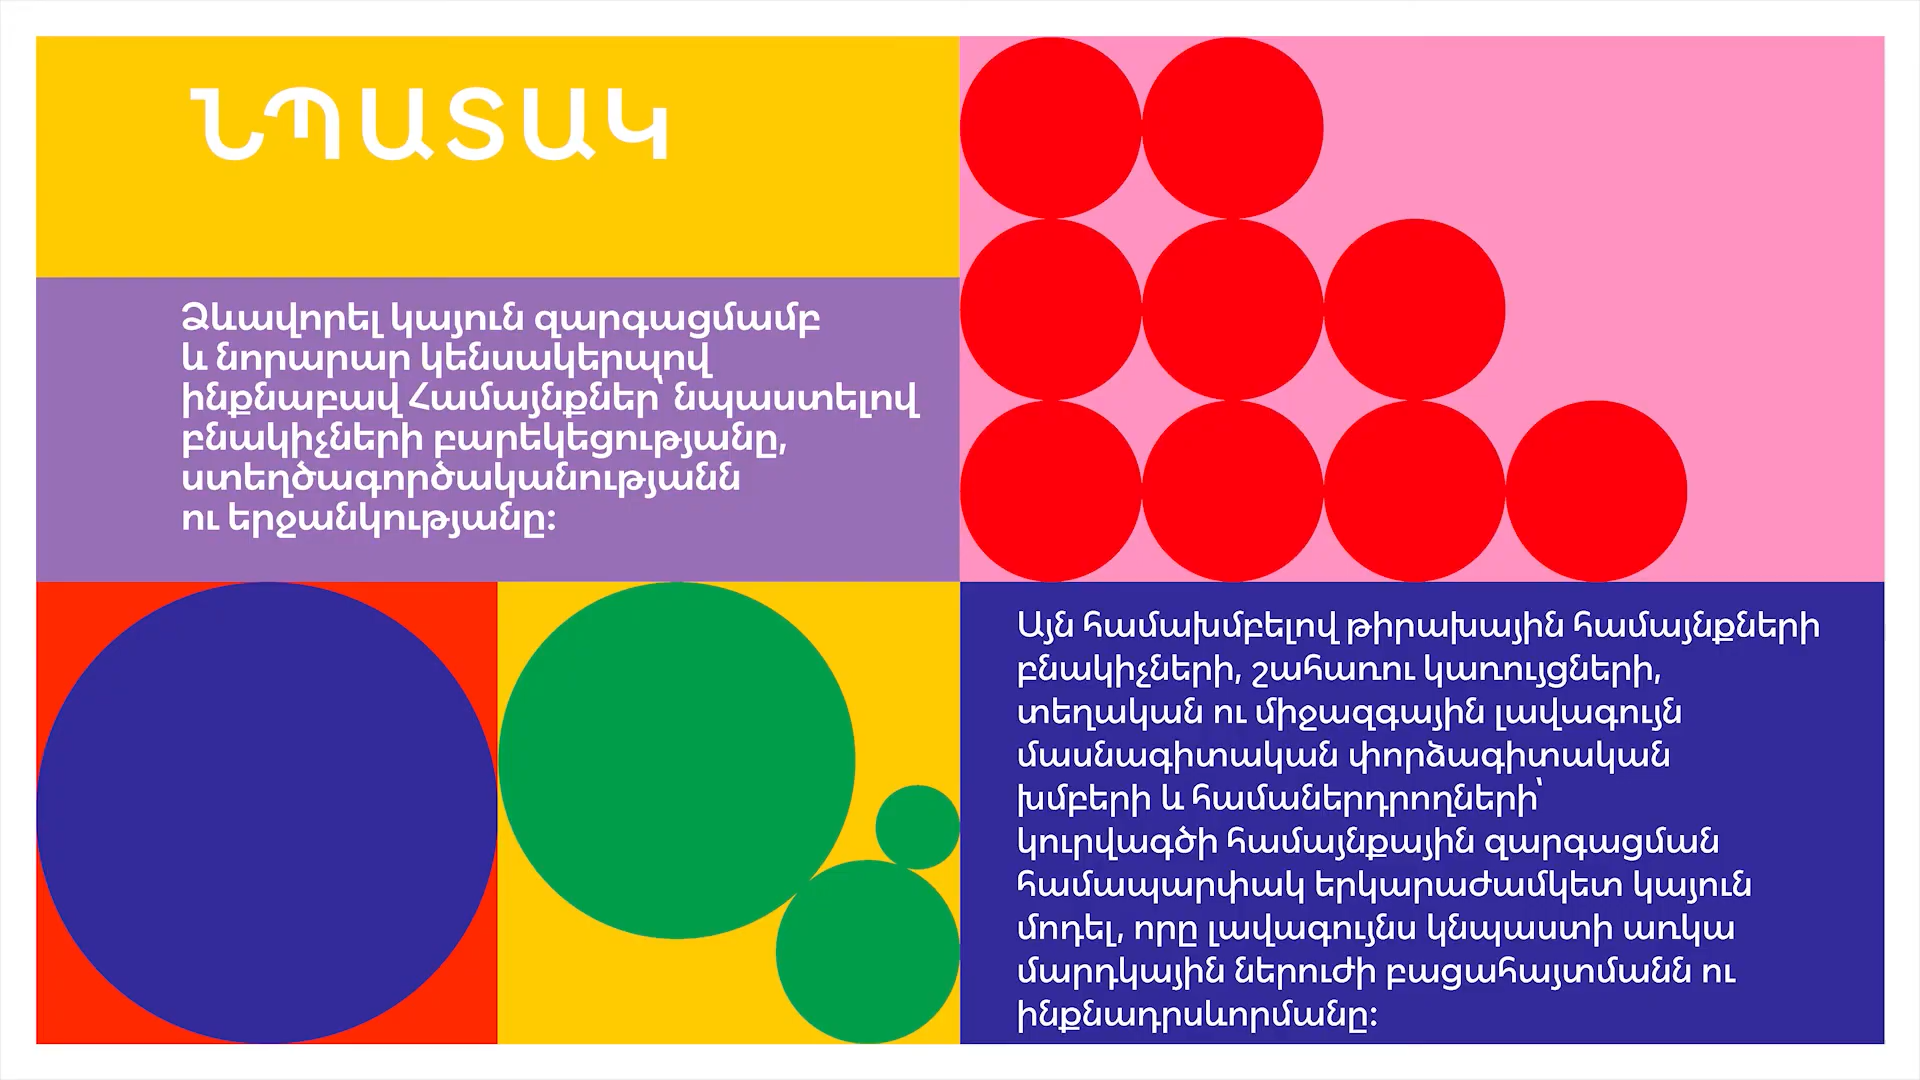 ՆՊԱՏԱԿ
Ձևավորել կայուն զարգացմամբ
և նորարար կենսակերպով
ինքնաբավ Համայնքներ՝ նպաստելով
բնակիչների բարեկեցությանը,
ստեղծագործականությանն
ու երջանկությանը:
Այն համախմբելով թիրախային համայնքների
բնակիչների, շահառու կառույցների,
տեղական ու միջազգային լավագույն
մասնագիտական փորձագիտական
խմբերի և համաներդրողների՝
կուրվագծի համայնքային զարգացման
համապարփակ երկարաժամկետ կայուն
մոդել, որը լավագույնս կնպաստի առկա
մարդկային ներուժի բացահայտմանն ու
ինքնադրսևորմանը: